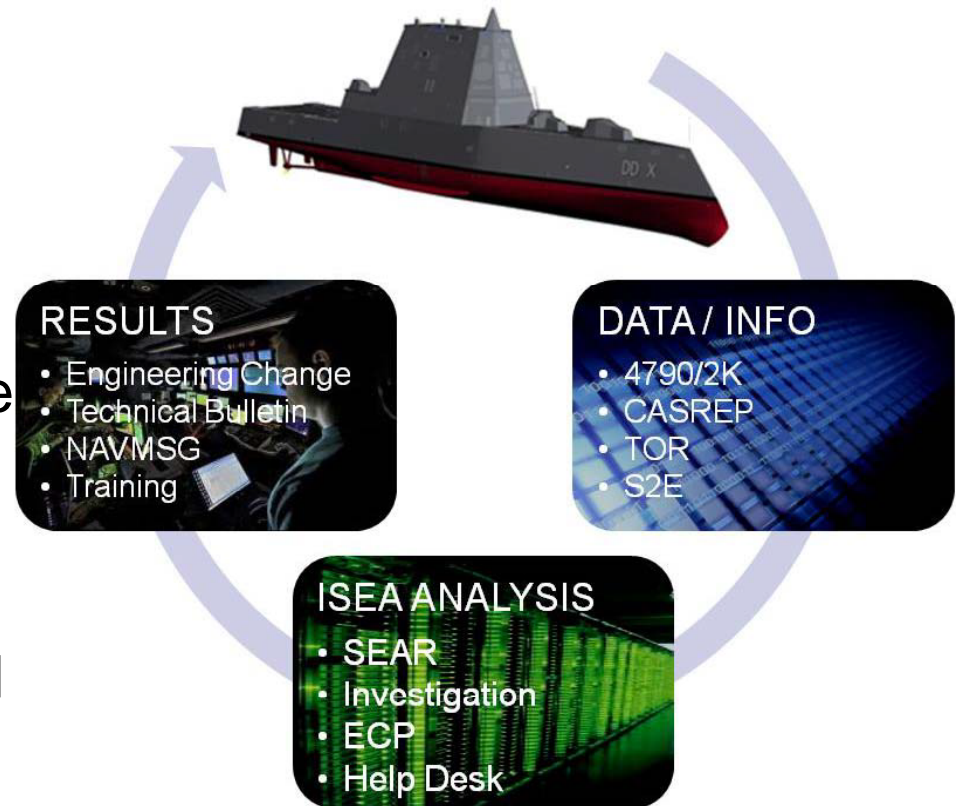 DD X
RESULTS
• Engineering Change
• Technical Bulletin
• NAVMSG
• Training
DATA / INFO
• 4790/2K
• CASREP
• TOR
• S2E
ISEA ANALYSIS
• SEAR
• Investigation
• ECP
• Help Desk